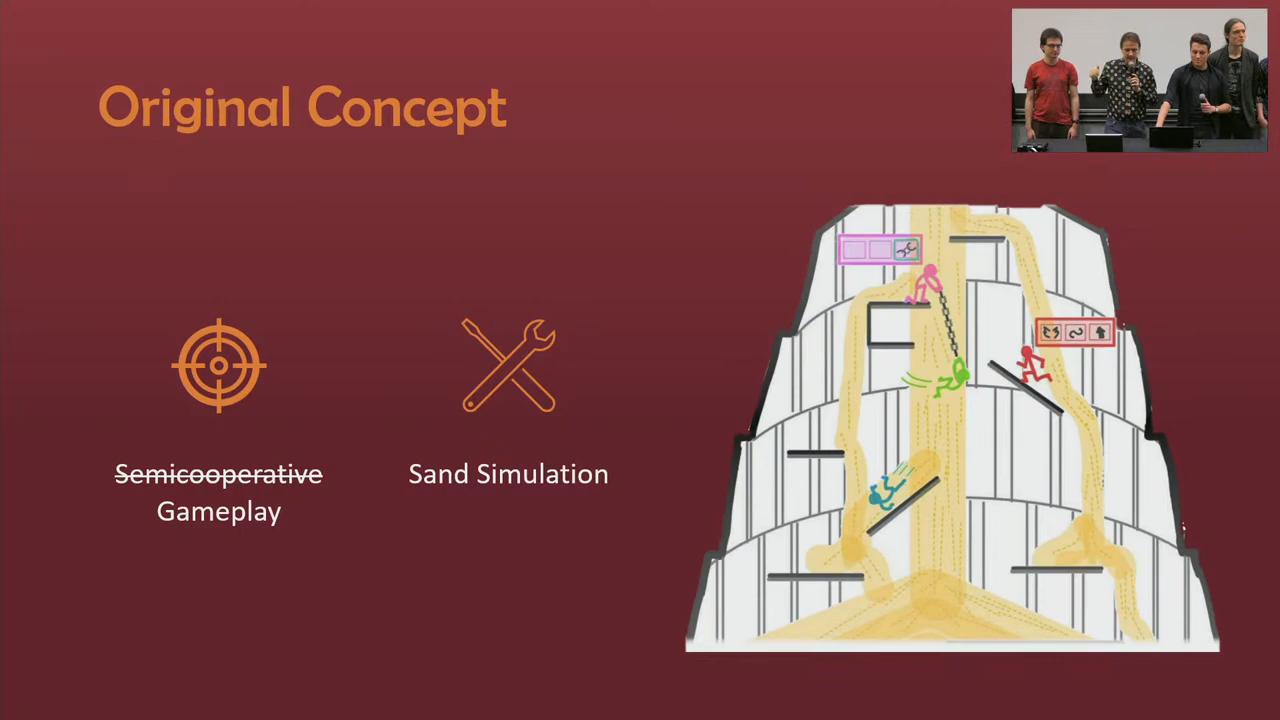 Original Concept
Semicooperative
Gameplay
Sand Simulation